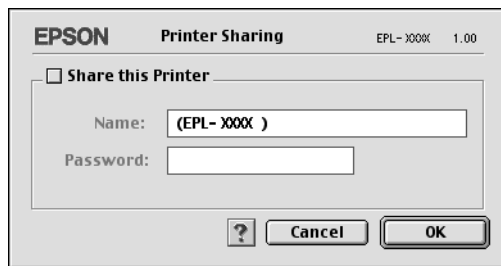 EPSON Printer Sharing EPL-XXXX 1.00
Share this Printer
Name: (EPL-XXXX )
Password:
? Cancel OK